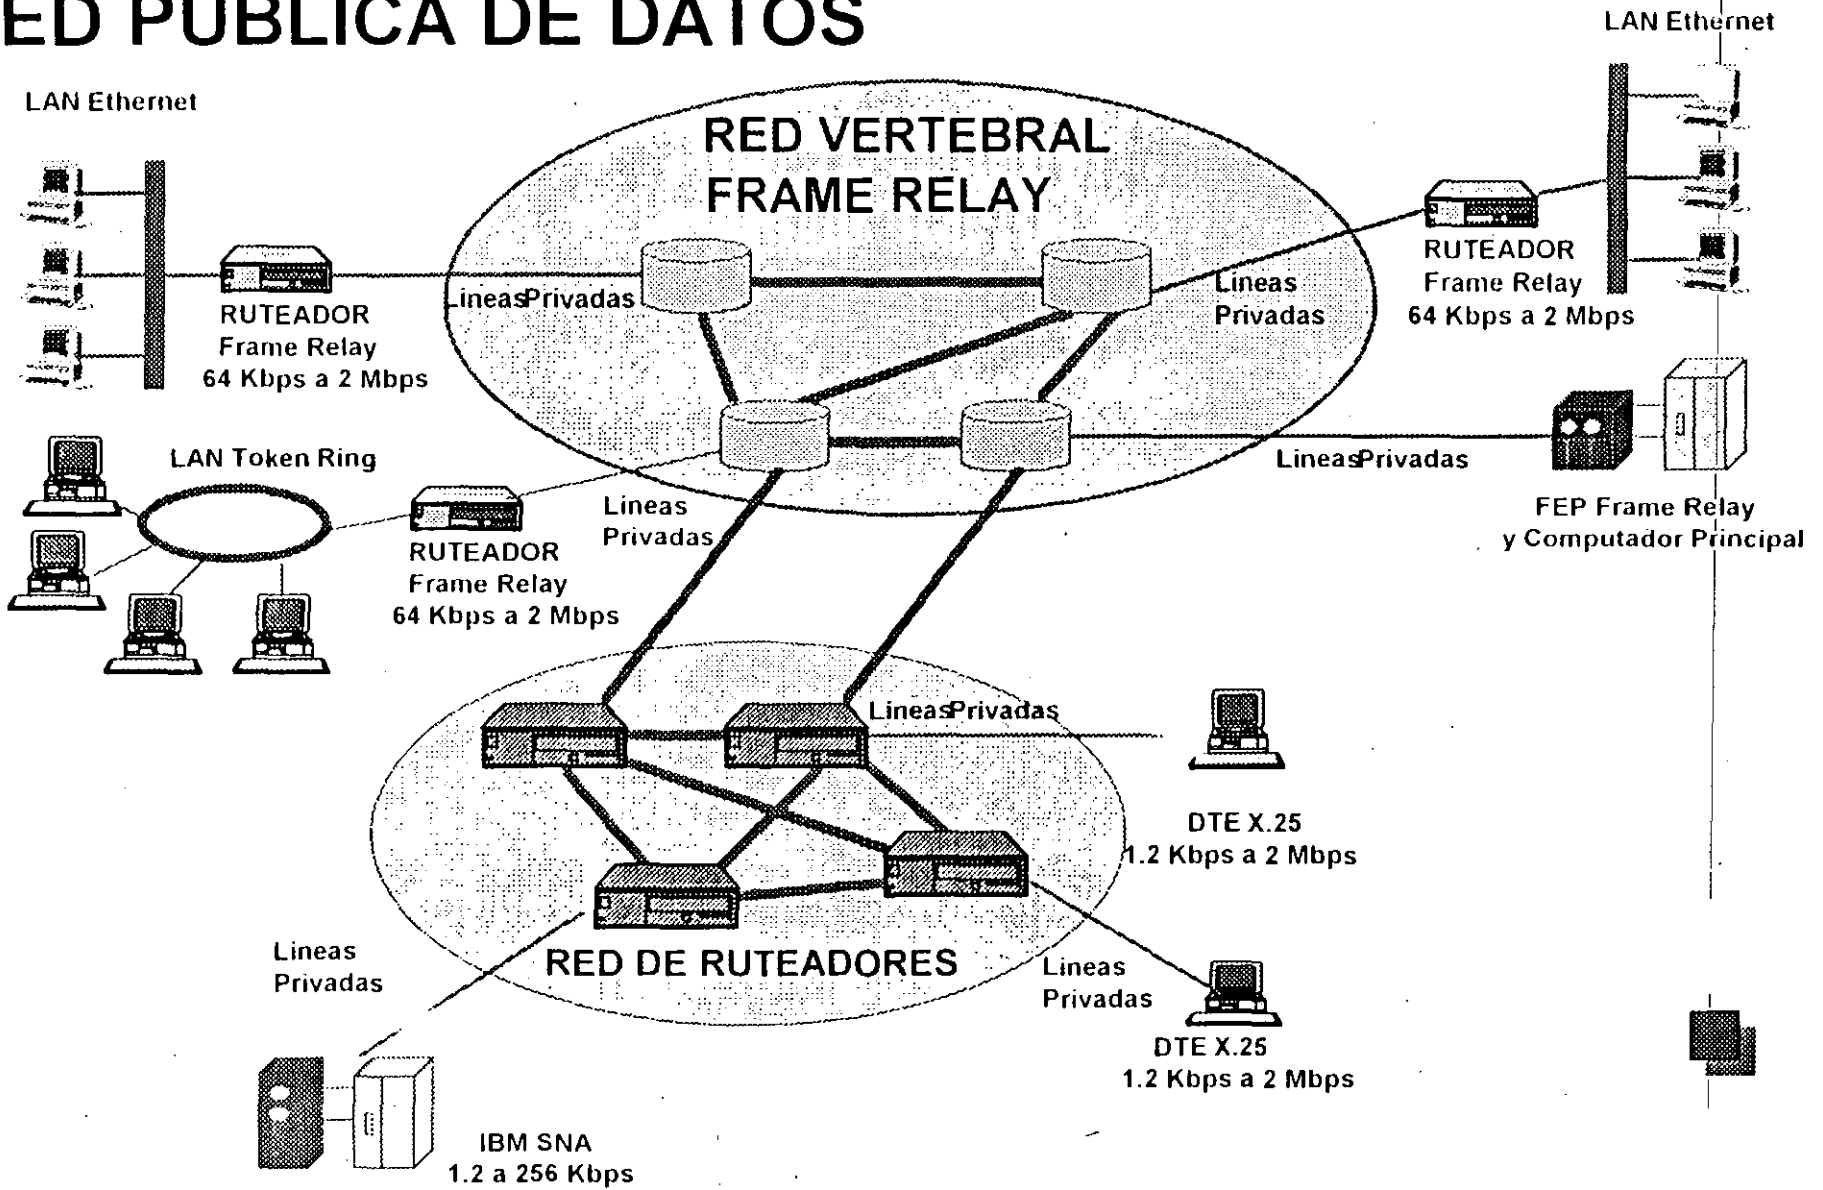 ED PUBLICA DE DATOS
LAN Ethernet
LAN Ethernet
RED VERTEBRAL
FRAME RELAY
RUTEADOR
Frame Relay
64 Kbps a 2 Mbps
LineasPrivadas
Lineas
Privadas
RUTEADOR
Frame Relay
64 Kbps a 2 Mbps
LAN Token Ring
RUTEADOR
Frame Relay
64 Kbps a 2 Mbps
Lineas
Privadas
LineasPrivadas
FEP Frame Relay
y Computador Principal
LineasPrivadas
DTE X.25
1.2 Kbps a 2 Mbps
RED DE RUTEADORES
Lineas
Privadas
Lineas
Privadas
DTE X.25
1.2 Kbps a 2 Mbps
IBM SNA
1.2 a 256 Kbps